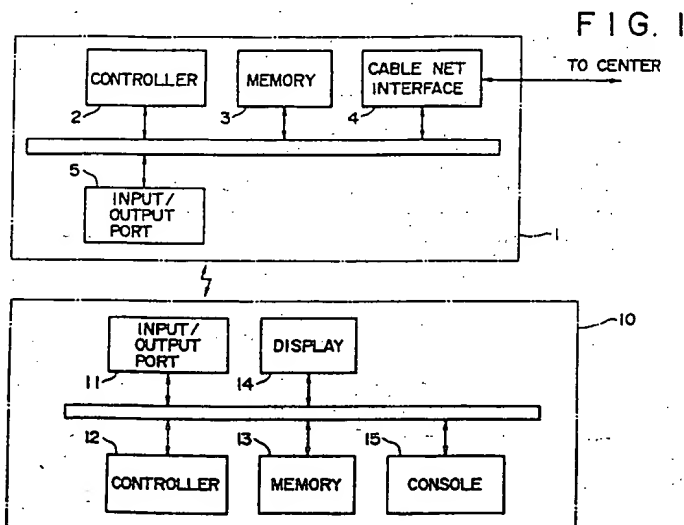 FIG. 1
CONTROLLER
2
MEMORY
3
CABLE NET
INTERFACE
4
TO CENTER
5
INPUT/
OUTPUT
PORT
1
INPUT/
OUTPUT
PORT
11
DISPLAY
14
10
12
CONTROLLER
13
MEMORY
15
CONSOLE